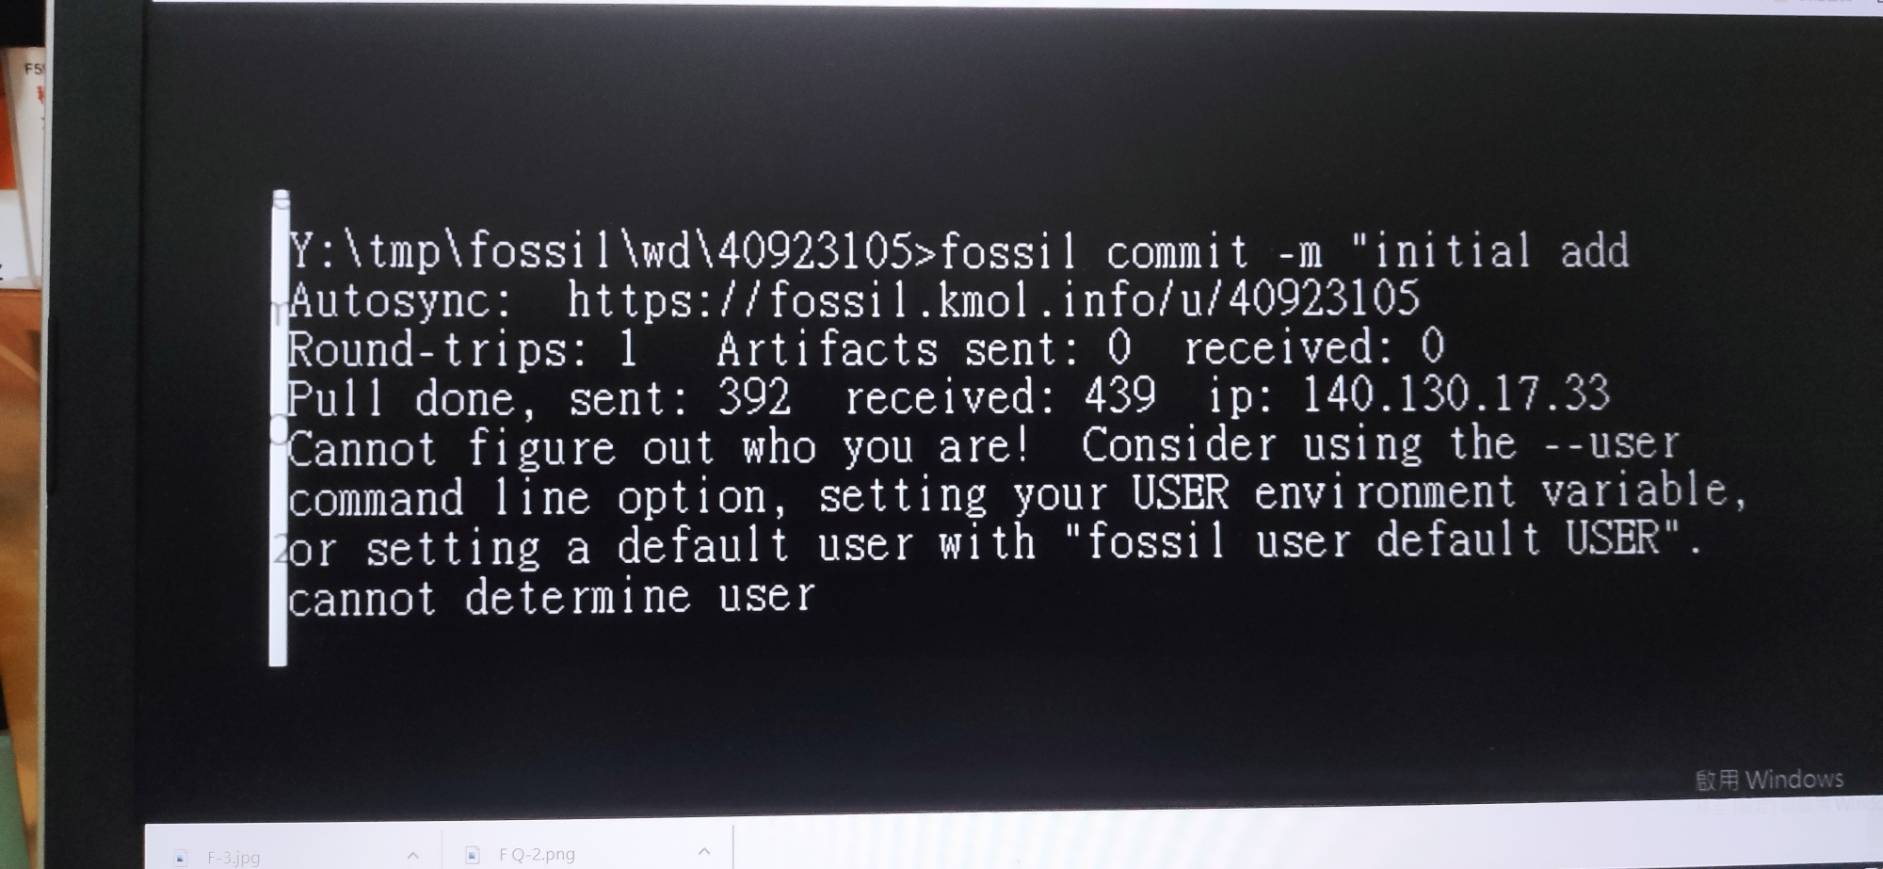 F5
Y:\tmp\fossil\wd\40923105>fossil commit -m "initial add
Autosync:  https://fossil.kmol.info/u/40923105
Round-trips: 1   Artifacts sent: 0  received: 0
Pull done, sent: 392  received: 439  ip: 140.130.17.33
Cannot figure out who you are!  Consider using the --user
command line option, setting your USER environment variable,
or setting a default user with "fossil user default USER".
cannot determine user
啟用 Windows
F-3.jpg
F Q-2.png